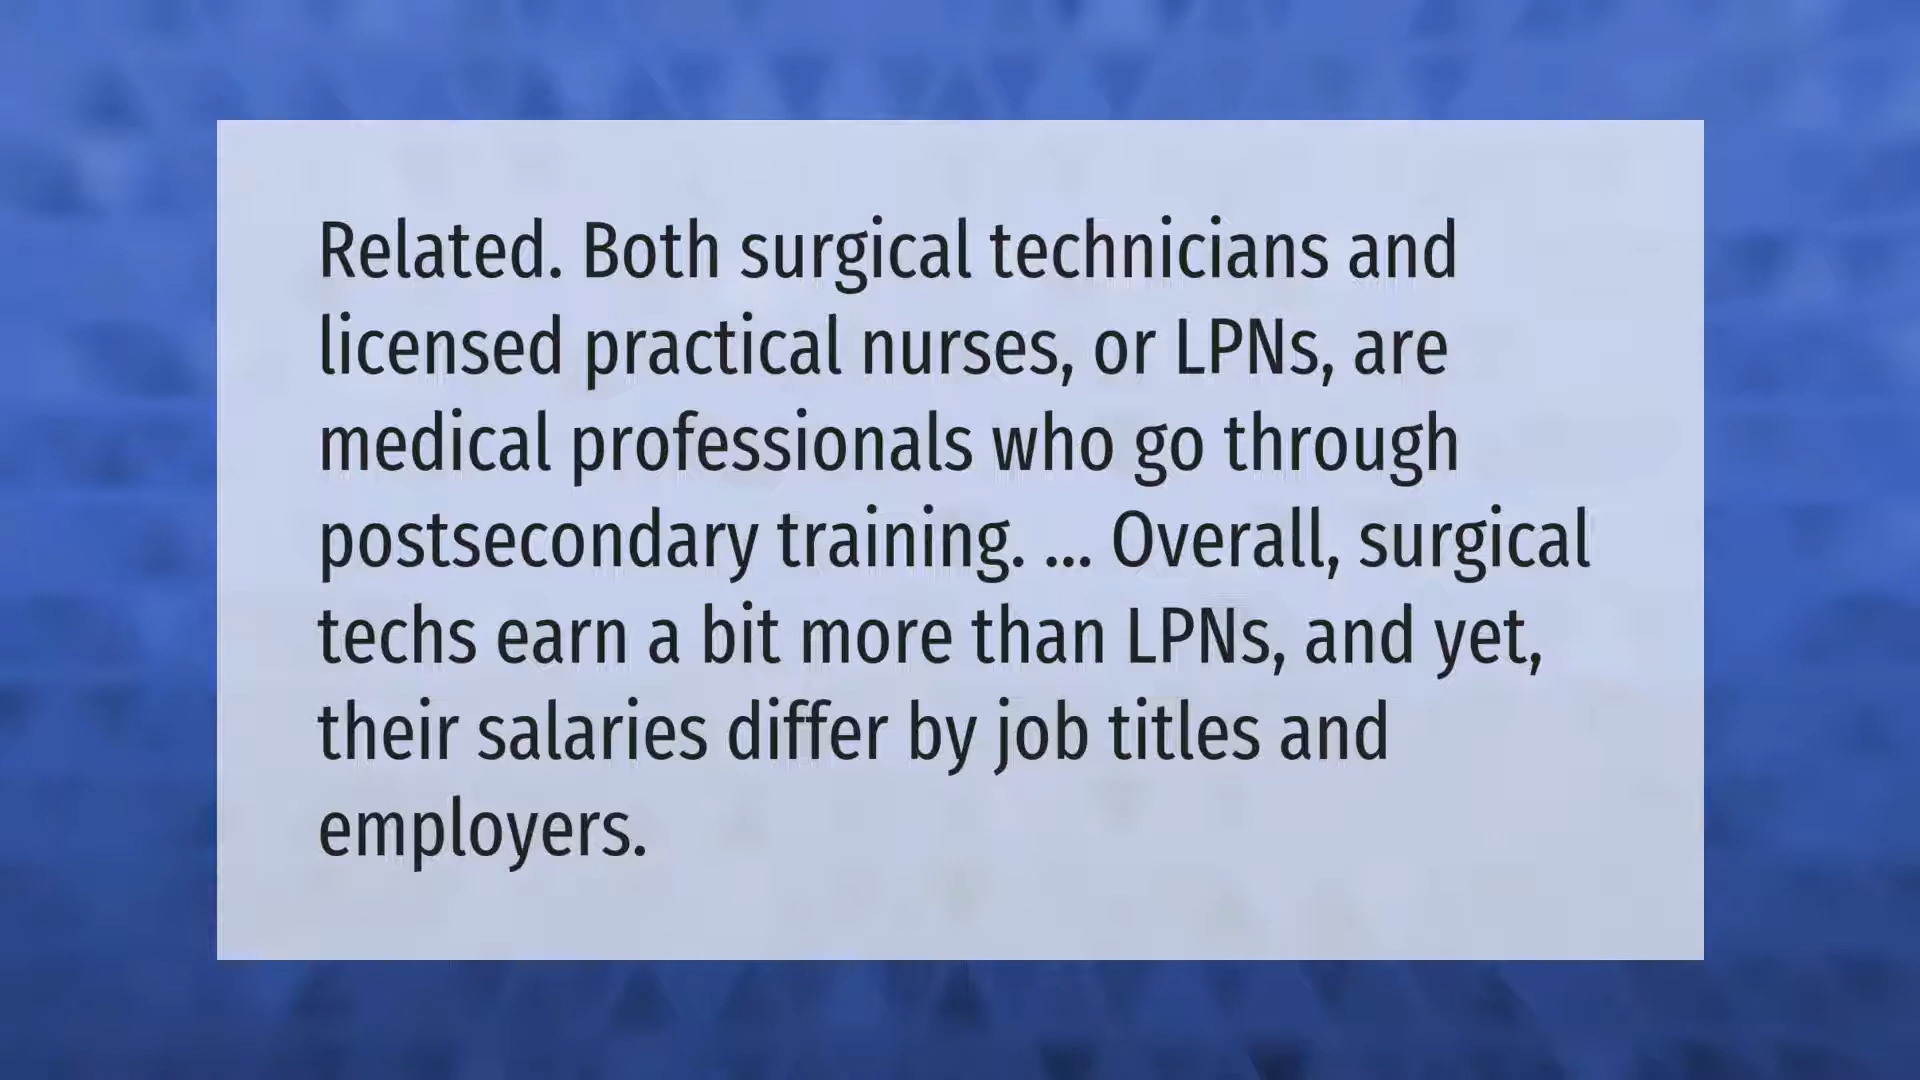 Related. Both surgical technicians and
licensed practical nurses, or LPNs, are
medical professionals who go through
postsecondary training. ... Overall, surgical
techs earn a bit more than LPNs, and yet,
their salaries differ by job titles and
employers.